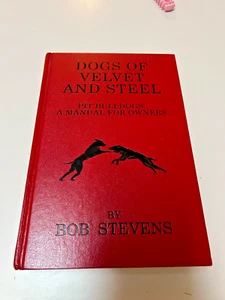 DOGS OF
VELVET
AND STEEL
PIT BULLDOGS:
A MANUAL FOR OWNERS
BY
BOB STEVENS